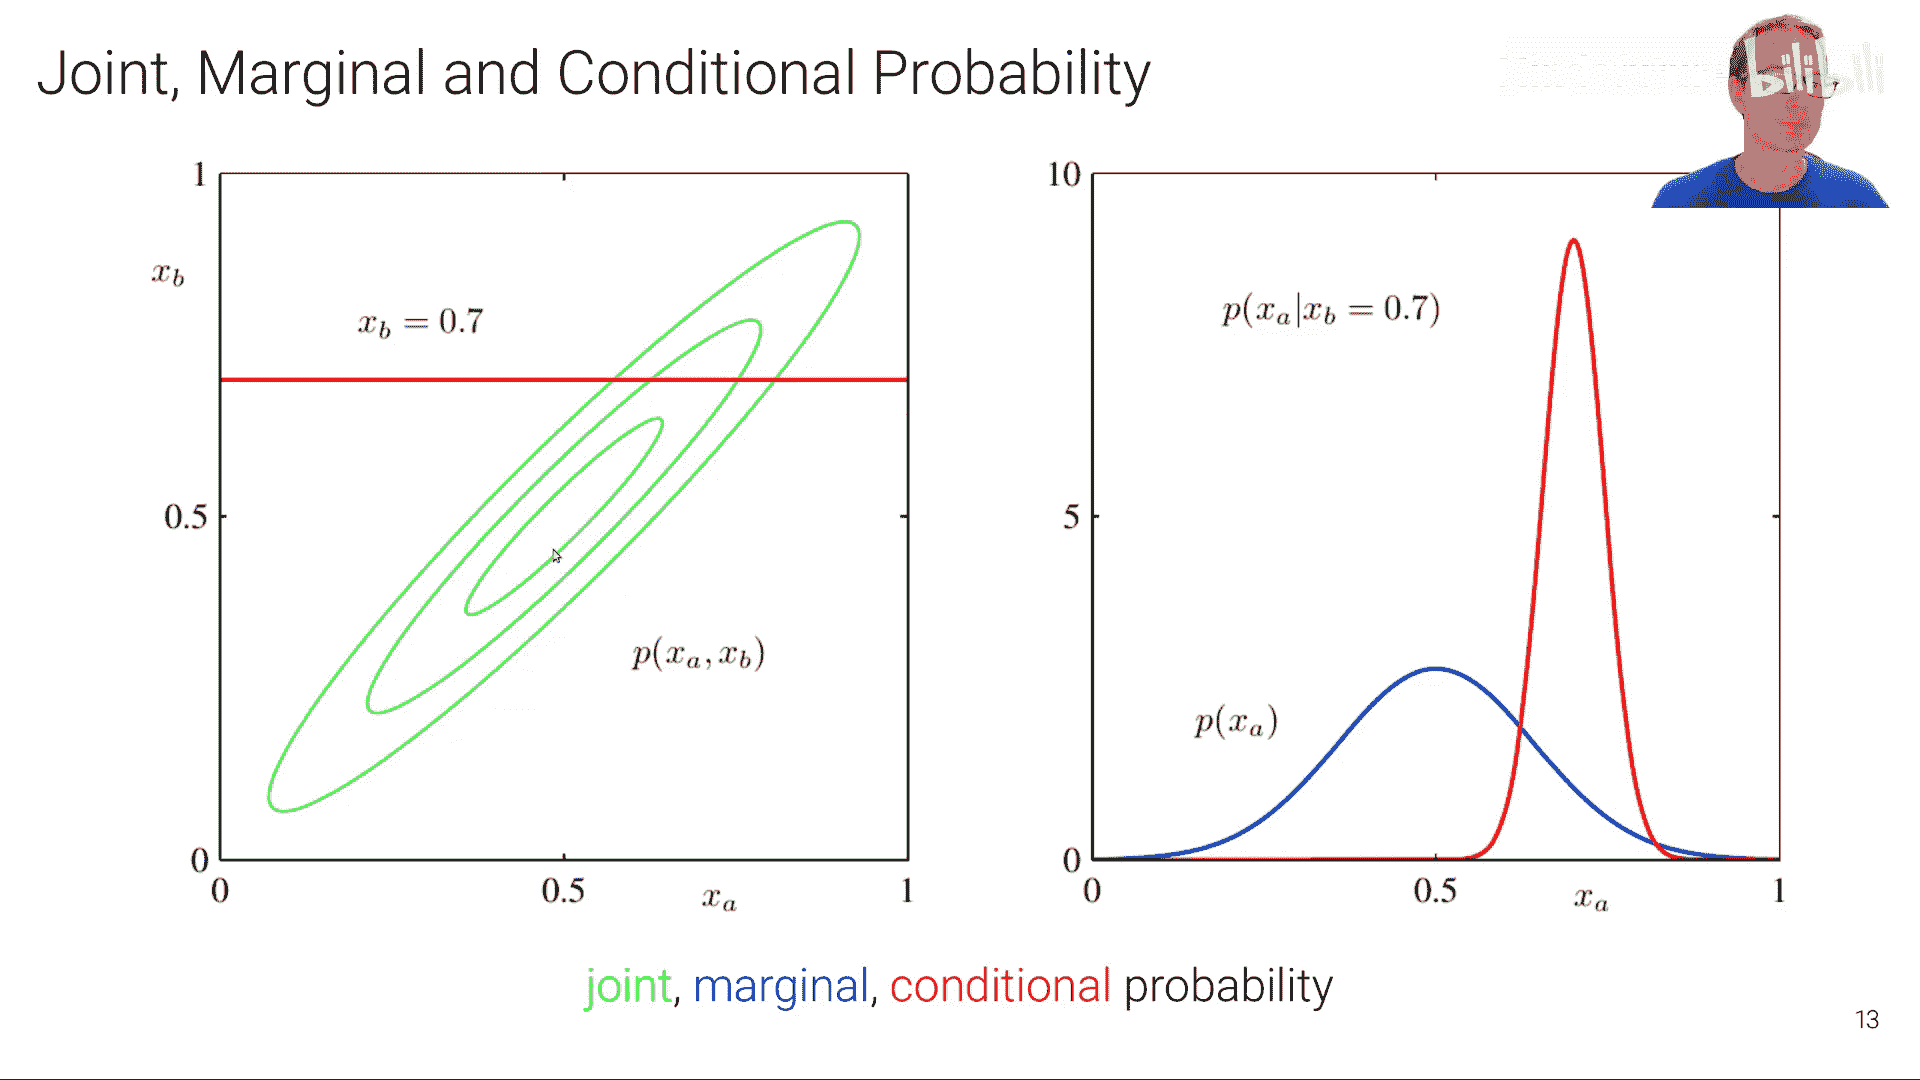 Joint, Marginal and Conditional Probability
bilibili
1
x_b
x_b = 0.7
0.5
p(x_a, x_b)
0
0
0.5
x_a
1
10
p(x_a|x_b = 0.7)
5
p(x_a)
0
0
0.5
x_a
1
joint, marginal, conditional probability
13